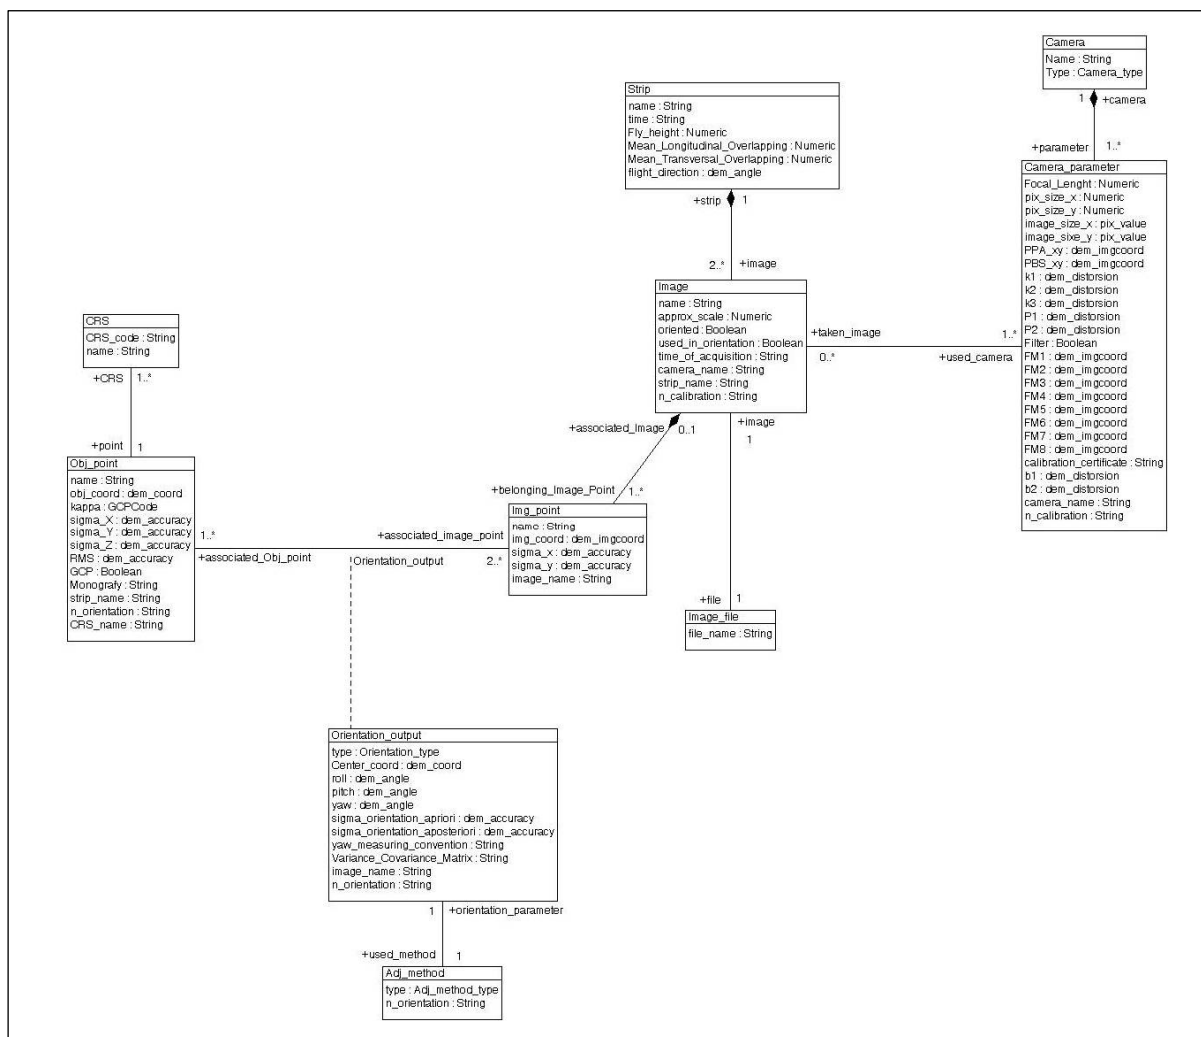 Camera
Name : String
Type : Camera_type
1
+camera
+parameter
1..*
Camera_parameter
Focal_Lenght : Numeric
pix_size_x : Numeric
pix_size_y : Numeric
image_size_x : pix_value
image_sixe_y : pix_value
PPA_xy : dem_imgcoord
PBS_xy : dem_imgcoord
k1 : dem_distorsion
k2 : dem_distorsion
k3 : dem_distorsion
P1 : dem_distorsion
P2 : dem_distorsion
Filter : Boolean
FM1 : dem_imgcoord
FM2 : dem_imgcoord
FM3 : dem_imgcoord
FM4 : dem_imgcoord
FM5 : dem_imgcoord
FM6 : dem_imgcoord
FM7 : dem_imgcoord
FM8 : dem_imgcoord
calibration_certificate : String
b1 : dem_distorsion
b2 : dem_distorsion
camera_name : String
n_calibration : String
Strip
name : String
time : String
Fly_height : Numeric
Mean_Longitudinal_Overlapping : Numeric
Mean_Transversal_Overlapping : Numeric
flight_direction : dem_angle
+strip
1
2..*
+image
Image
name : String
approx_scale : Numeric
oriented : Boolean
used_in_orientation : Boolean
time_of_acquisition : String
camera_name : String
strip_name : String
n_calibration : String
+taken_image
0..*
1..*
+used_camera
+associated_Image
0..1
+image
1
CRS
CRS_code : String
name : String
+CRS
1..*
+point
1
Obj_point
name : String
obj_coord : dem_coord
kappa : GCPCode
sigma_X : dem_accuracy
sigma_Y : dem_accuracy
sigma_Z : dem_accuracy
RMS : dem_accuracy
GCP : Boolean
Monografy : String
strip_name : String
n_orientation : String
CRS_name : String
1..*
+associated_Obj_point
Orientation_output
+associated_image_point
2..*
+belonging_Image_Point
1..*
Img_point
name : String
img_coord : dem_imgcoord
sigma_x : dem_accuracy
sigma_y : dem_accuracy
image_name : String
+file
1
Image_file
file_name : String
Orientation_output
type : Orientation_type
Center_coord : dem_coord
roll : dem_angle
pitch : dem_angle
yaw : dem_angle
sigma_orientation_apriori : dem_accuracy
sigma_orientation_aposteriori : dem_accuracy
yaw_measuring_convention : String
Variance_Covariance_Matrix : String
image_name : String
n_orientation : String
1
+orientation_parameter
+used_method
1
Adj_method
type : Adj_method_type
n_orientation : String